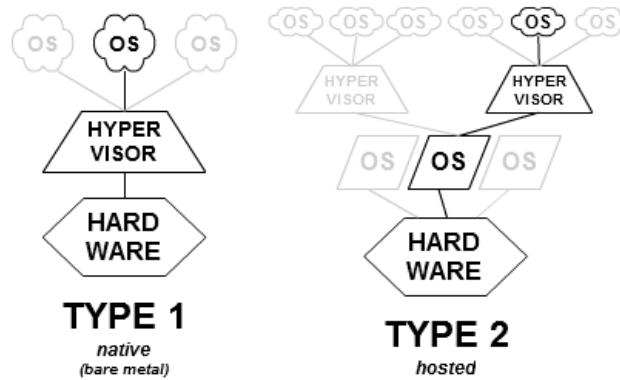 OS OS OS
HYPER
VISOR
HARD
WARE
TYPE 1
native
(bare metal)
OS OS OS OS OS OS
HYPER HYPER
VISOR VISOR
OS OS OS
HARD
WARE
TYPE 2
hosted